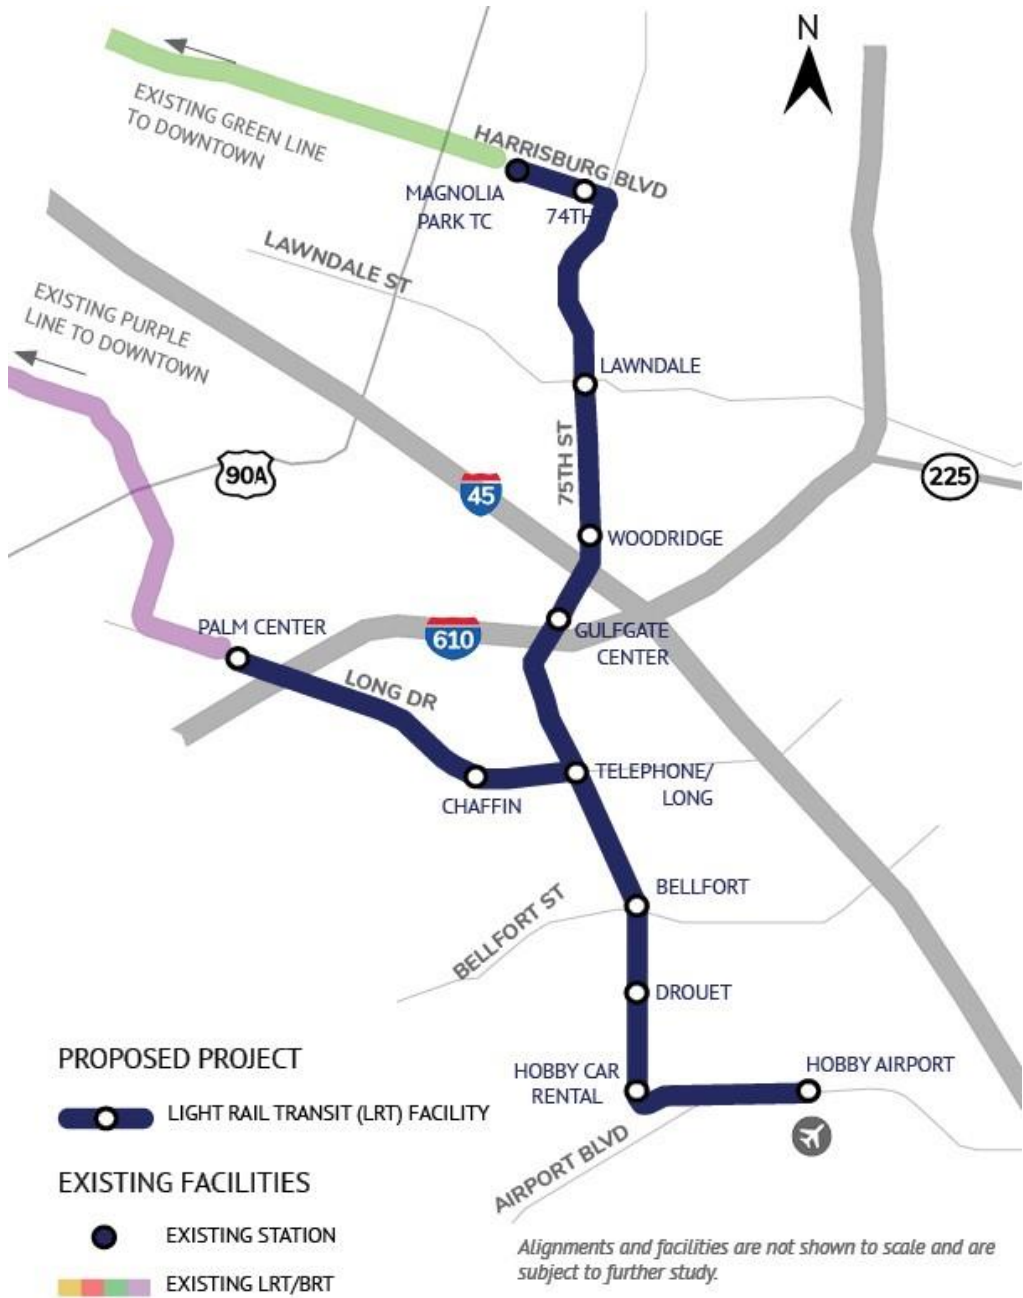 N
EXISTING GREEN LINE
TO DOWNTOWN
HARRISBURG BLVD
MAGNOLIA
PARK TC
74TH
LAWNDALE ST
EXISTING PURPLE
LINE TO DOWNTOWN
LAWNDALE
75TH ST
90A
45
225
WOODRIDGE
PALM CENTER
610
GULFGATE
CENTER
LONG DR
TELEPHONE/
LONG
CHAFFIN
BELLFORT
BELLFORT ST
DROUET
HOBBY CAR
RENTAL
HOBBY AIRPORT
AIRPORT BLVD
PROPOSED PROJECT
LIGHT RAIL TRANSIT (LRT) FACILITY
EXISTING FACILITIES
EXISTING STATION
EXISTING LRT/BRT
Alignments and facilities are not shown to scale and are
subject to further study.